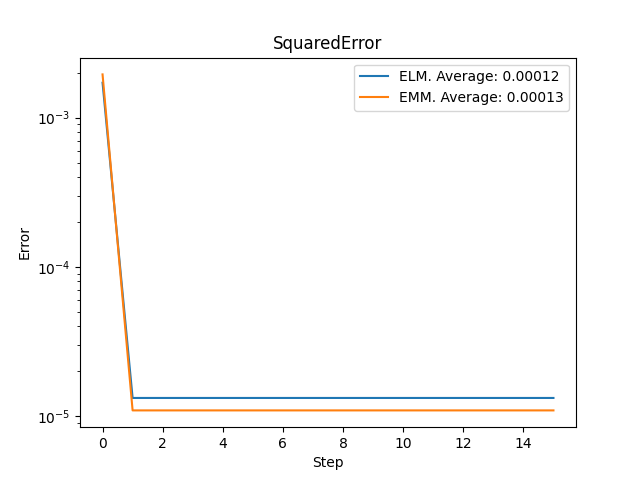 SquaredError
ELM. Average: 0.00012
EMM. Average: 0.00013
Error
10⁻³
10⁻⁴
10⁻⁵
0 2 4 6 8 10 12 14
Step